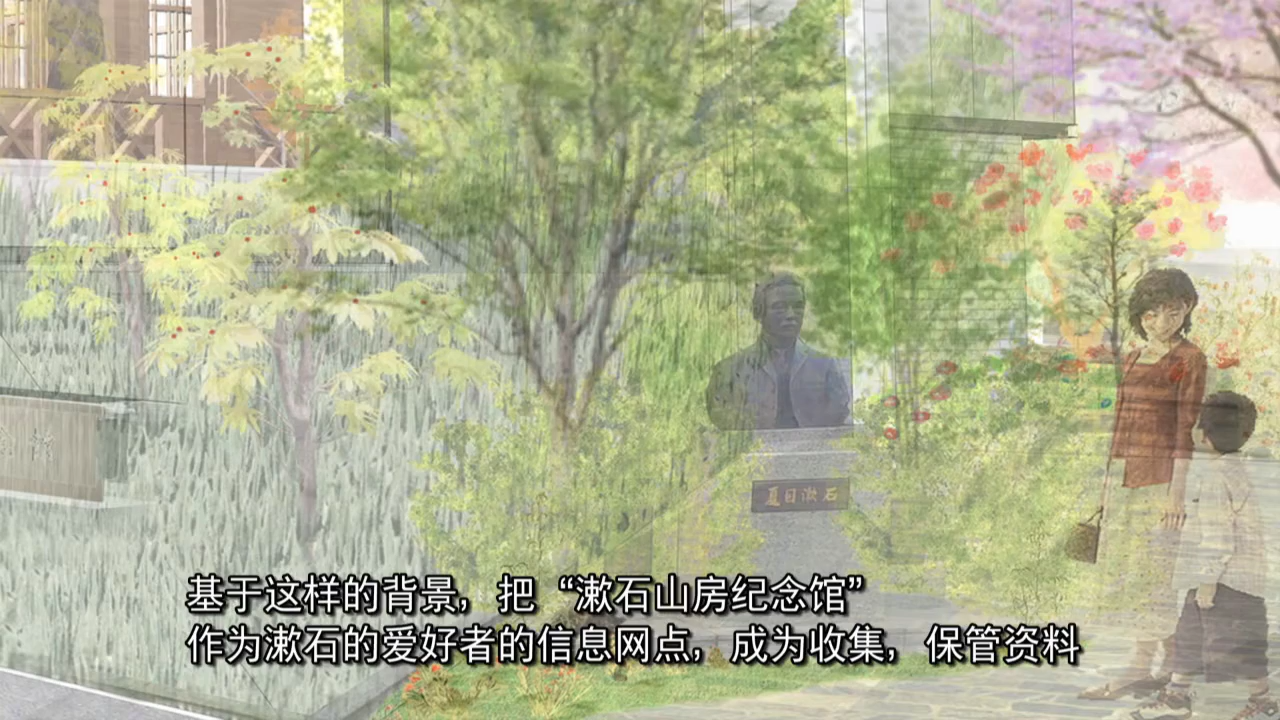 夏目漱石
基于这样的背景，把“漱石山房纪念馆”
作为漱石的爱好者的信息网点，成为收集，保管资料